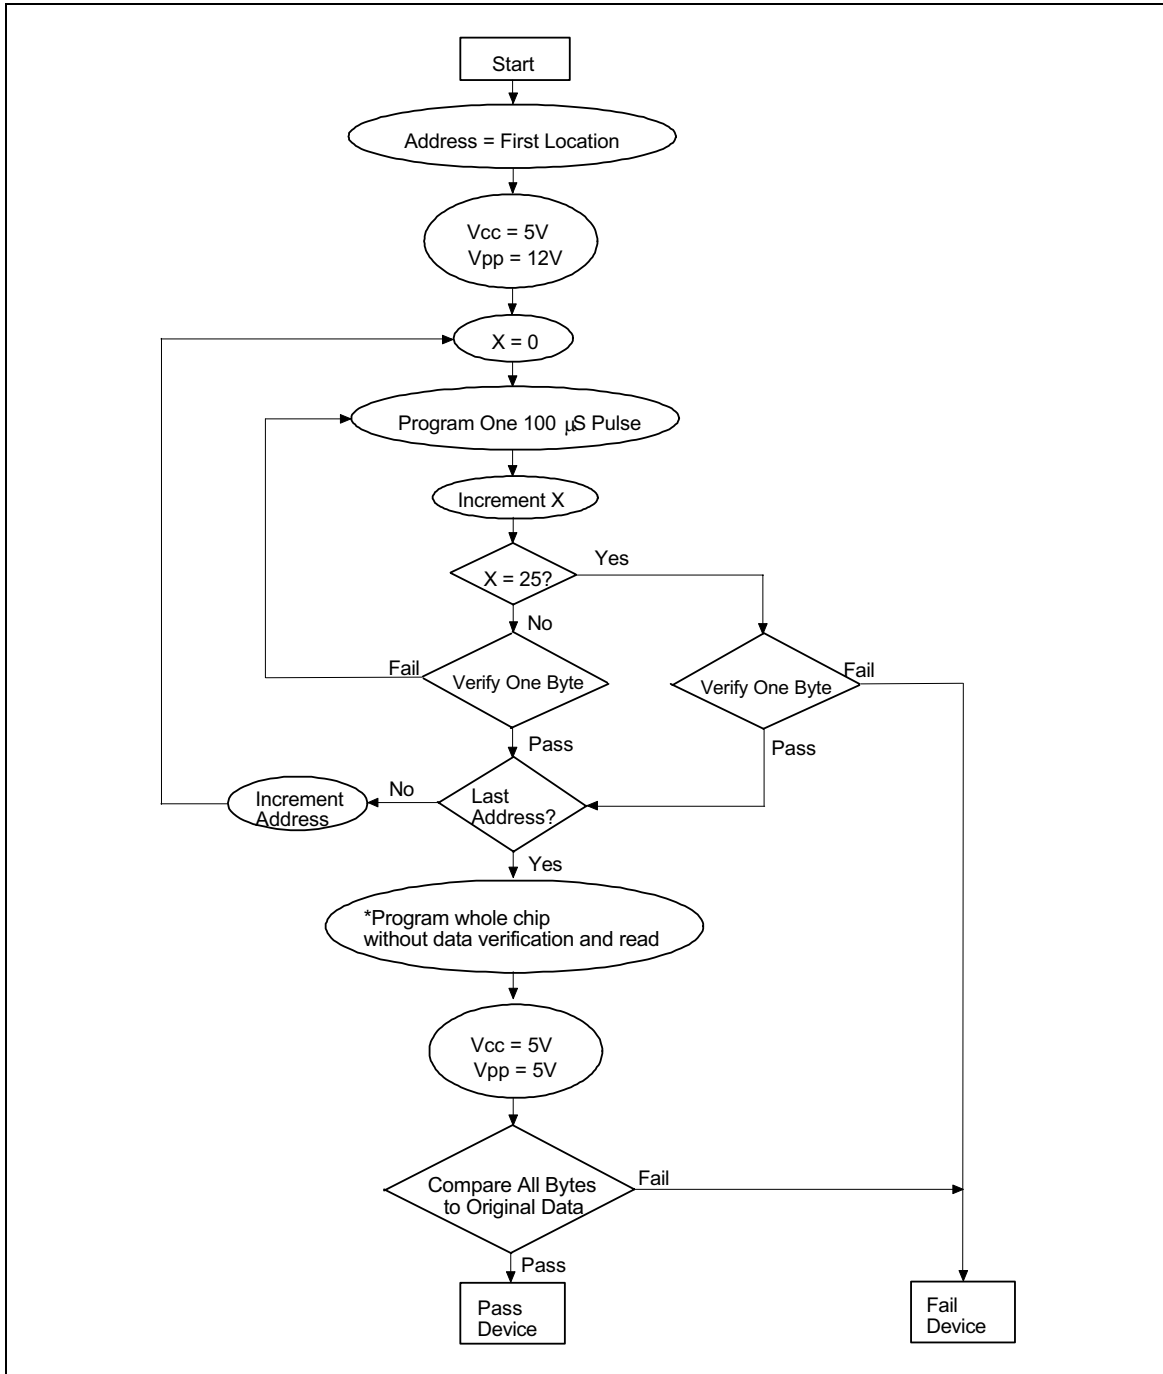 Start
Address = First Location
Vcc = 5V
Vpp = 12V
X = 0
Program One 100 µS Pulse
Increment X
X = 25?
Yes
No
Fail
Verify One Byte
Verify One Byte
Fail
Pass
Pass
Increment
Address
No
Last
Address?
Yes
*Program whole chip
without data verification and read
Vcc = 5V
Vpp = 5V
Compare All Bytes
to Original Data
Fail
Pass
Pass
Device
Fail
Device